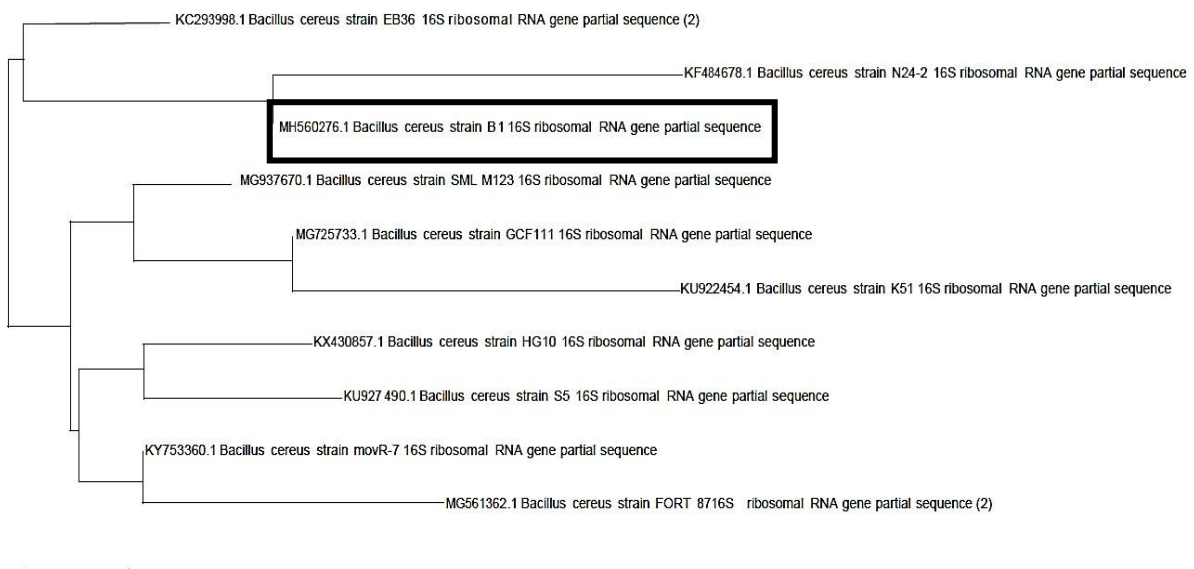 KC293998.1 Bacillus cereus strain EB36 16S ribosomal RNA gene partial sequence (2)
KF484678.1 Bacillus cereus strain N24-2 16S ribosomal RNA gene partial sequence
MH560276.1 Bacillus cereus strain B1 16S ribosomal RNA gene partial sequence
MG937670.1 Bacillus cereus strain SML M123 16S ribosomal RNA gene partial sequence
MG725733.1 Bacillus cereus strain GCF111 16S ribosomal RNA gene partial sequence
KU922454.1 Bacillus cereus strain K51 16S ribosomal RNA gene partial sequence
KX430857.1 Bacillus cereus strain HG10 16S ribosomal RNA gene partial sequence
KU927490.1 Bacillus cereus strain S5 16S ribosomal RNA gene partial sequence
KY753360.1 Bacillus cereus strain movR-7 16S ribosomal RNA gene partial sequence
MG561362.1 Bacillus cereus strain FORT 8716S ribosomal RNA gene partial sequence (2)